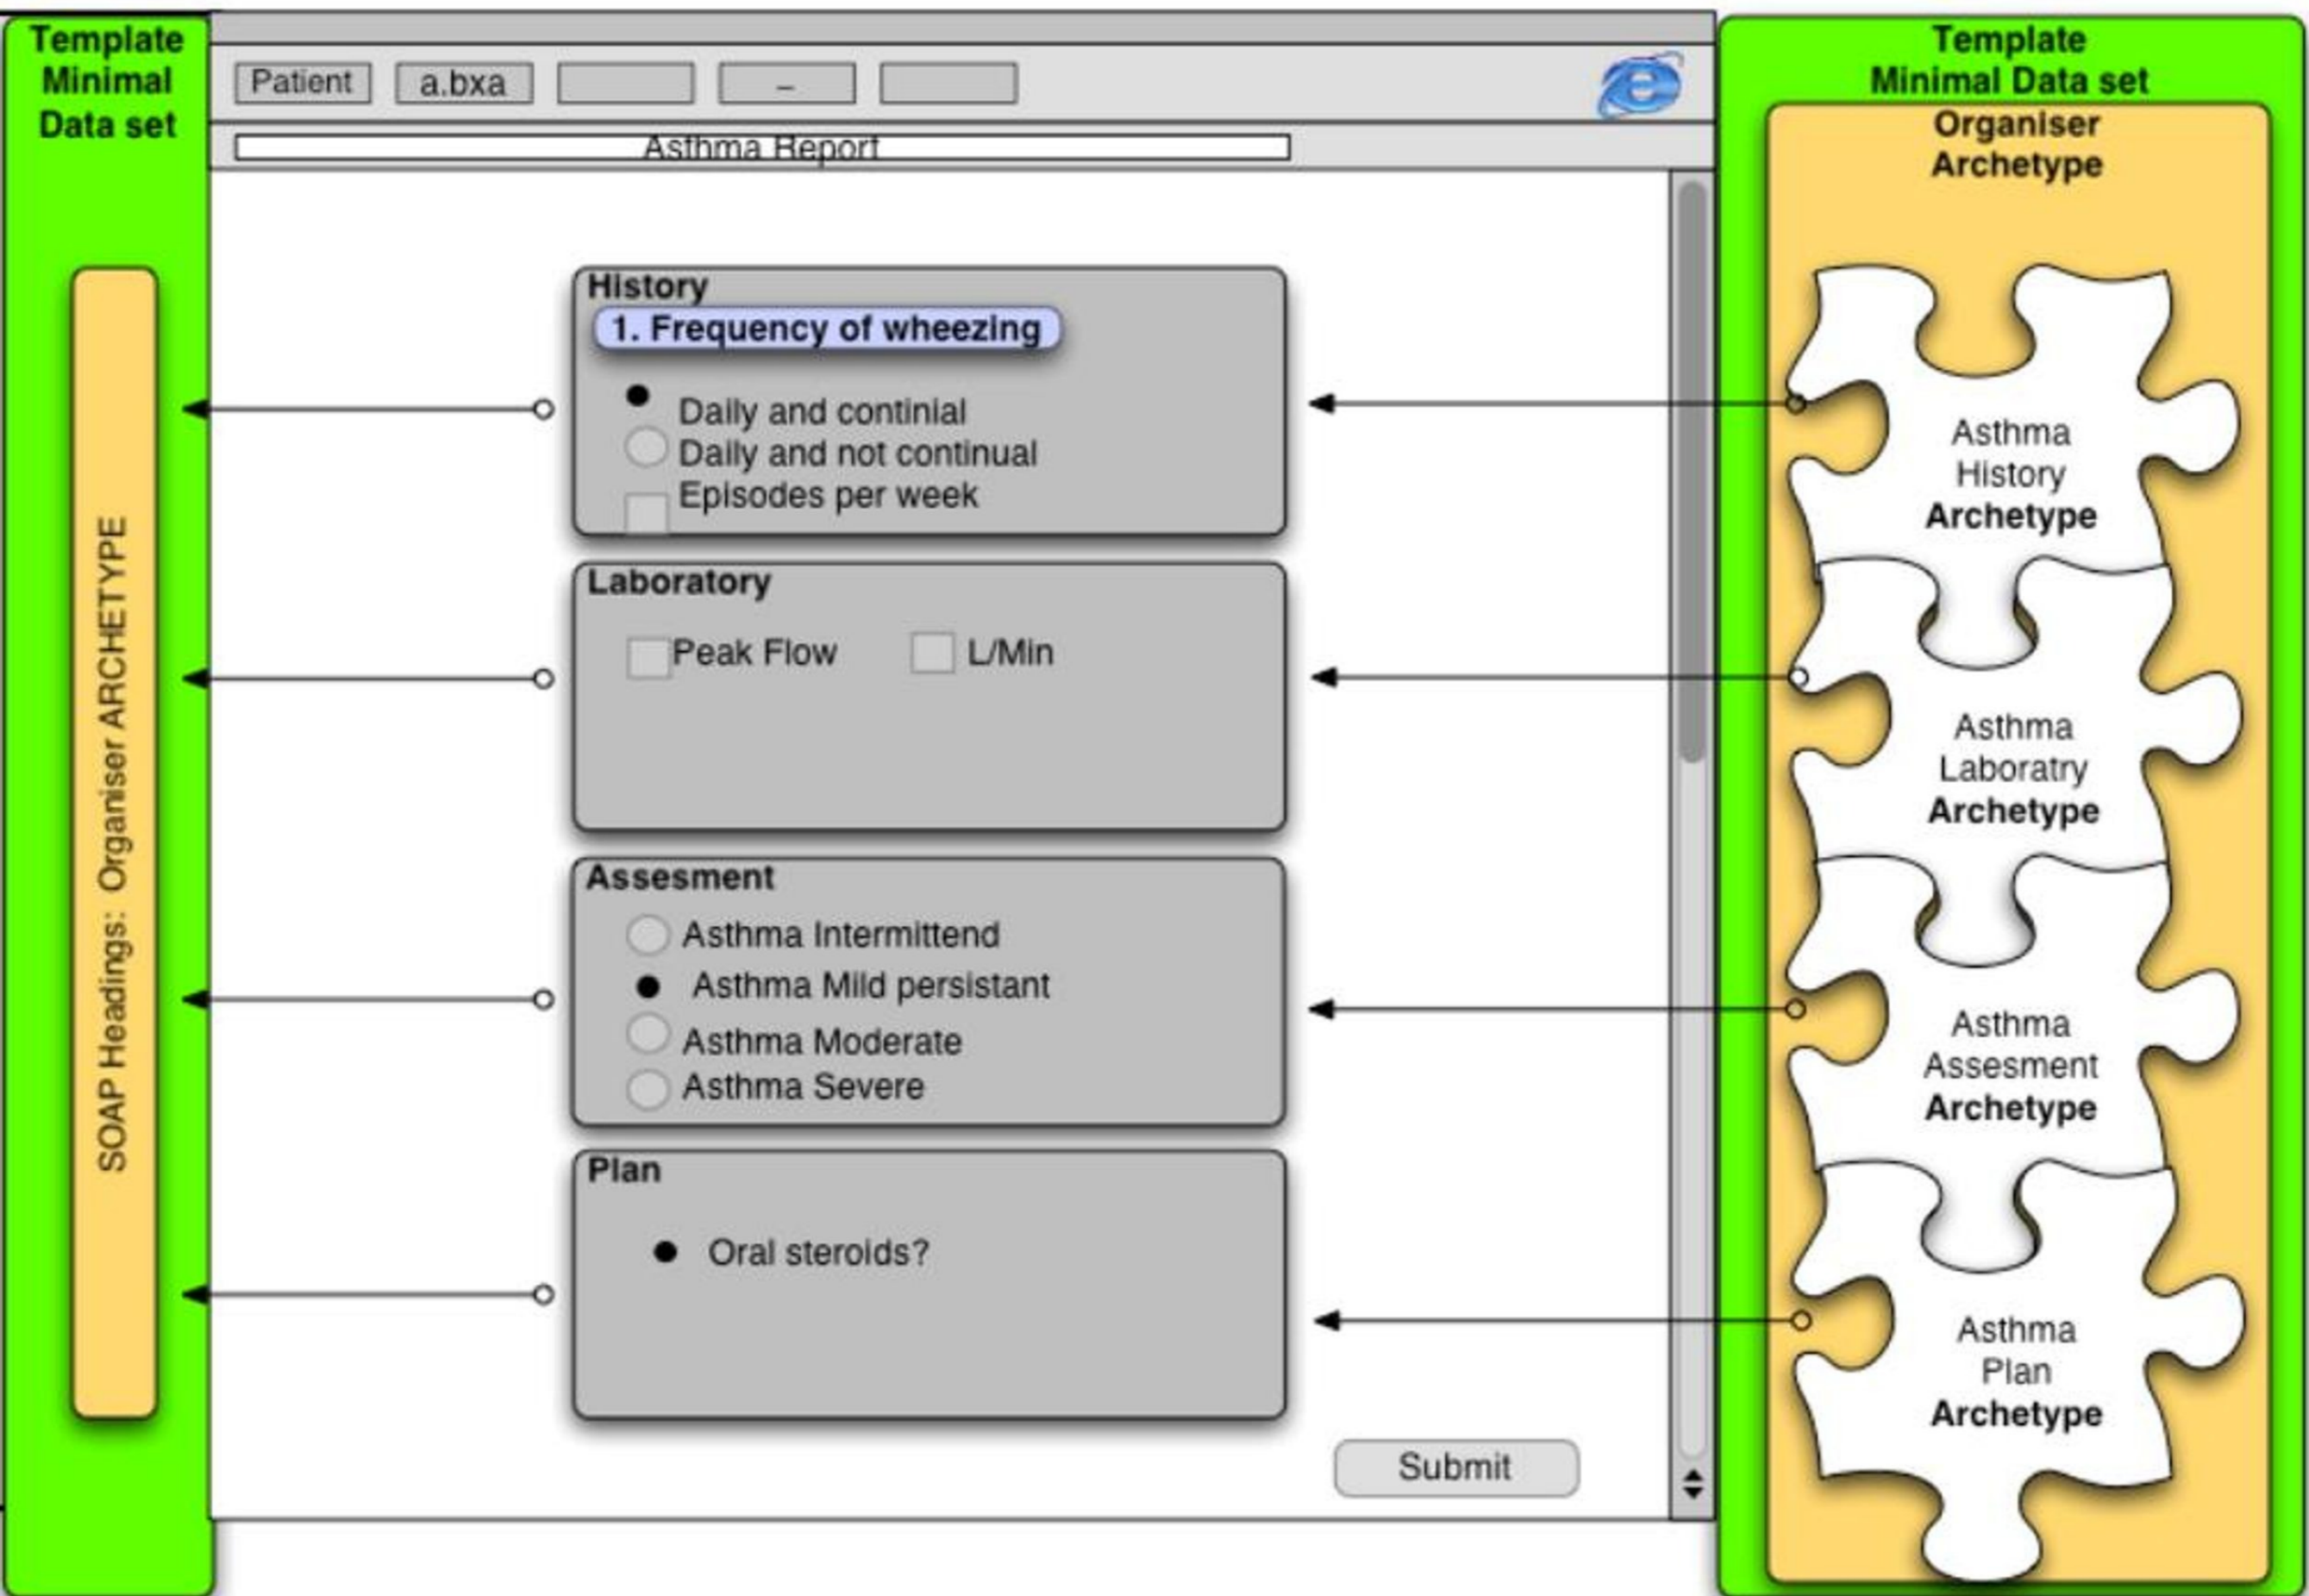 Template
Minimal
Data set
SOAP Headings: Organiser ARCHETYPE
Patient
a.bxa
–
Asthma Report
History
1. Frequency of wheezing
Daily and continial
Daily and not continual
Episodes per week
Laboratory
Peak Flow
L/Min
Assesment
Asthma Intermittend
Asthma Mild persistant
Asthma Moderate
Asthma Severe
Plan
Oral steroids?
Submit
Template
Minimal Data set
Organiser
Archetype
Asthma
History
Archetype
Asthma
Laboratry
Archetype
Asthma
Assesment
Archetype
Asthma
Plan
Archetype